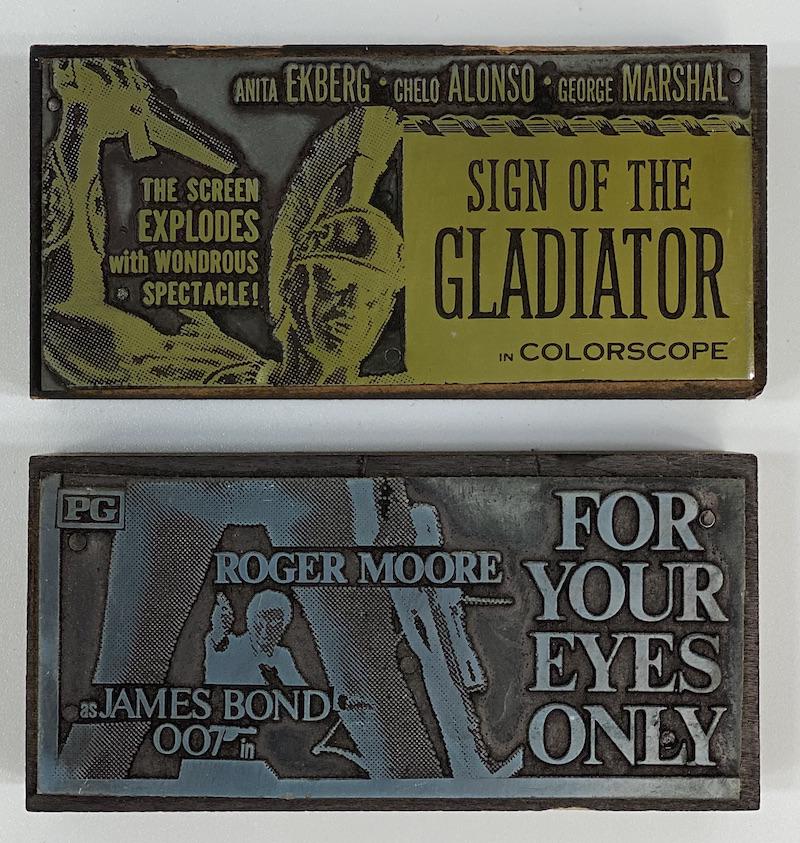 ANITA EKBERG • CHELO ALONSO • GEORGE MARSHAL
THE SCREEN
EXPLODES
with WONDROUS
SPECTACLE!
SIGN OF THE
GLADIATOR
IN COLORSCOPE
PG
ROGER MOORE
as JAMES BOND
007 in
FOR
YOUR
EYES
ONLY